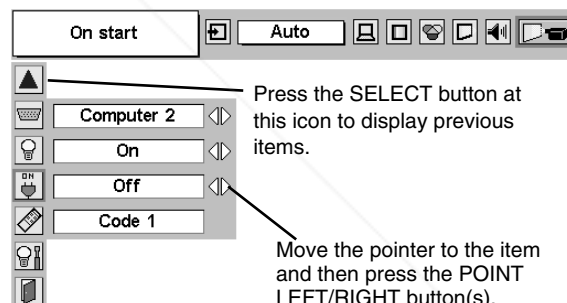 On start
Auto
Press the SELECT button at
this icon to display previous
items.
Computer 2
On
ON
Off
Code 1
Move the pointer to the item
and then press the POINT
LEFT/RIGHT button(s).